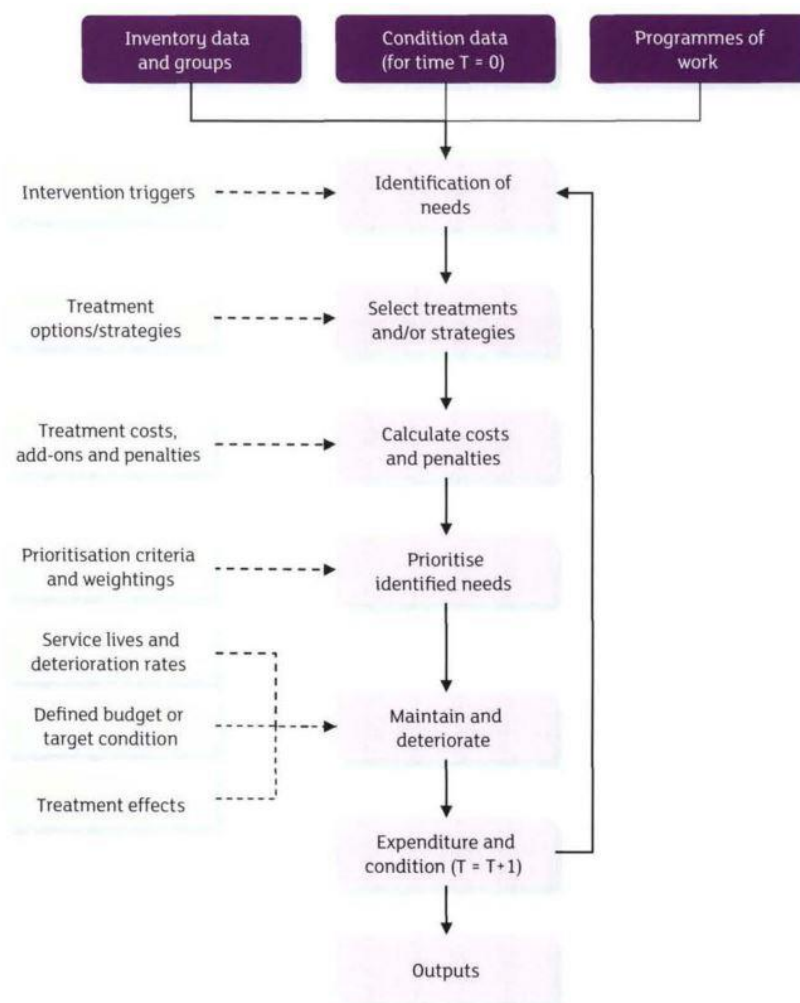 Inventory data
and groups
Condition data
(for time T = 0)
Programmes of
work
Intervention triggers
Identification of
needs
Treatment
options/strategies
Select treatments
and/or strategies
Treatment costs,
add-ons and penalties
Calculate costs
and penalties
Prioritisation criteria
and weightings
Prioritise
identified needs
Service lives and
deterioration rates
Defined budget or
target condition
Maintain and
deteriorate
Treatment effects
Expenditure and
condition (T = T+1)
Outputs